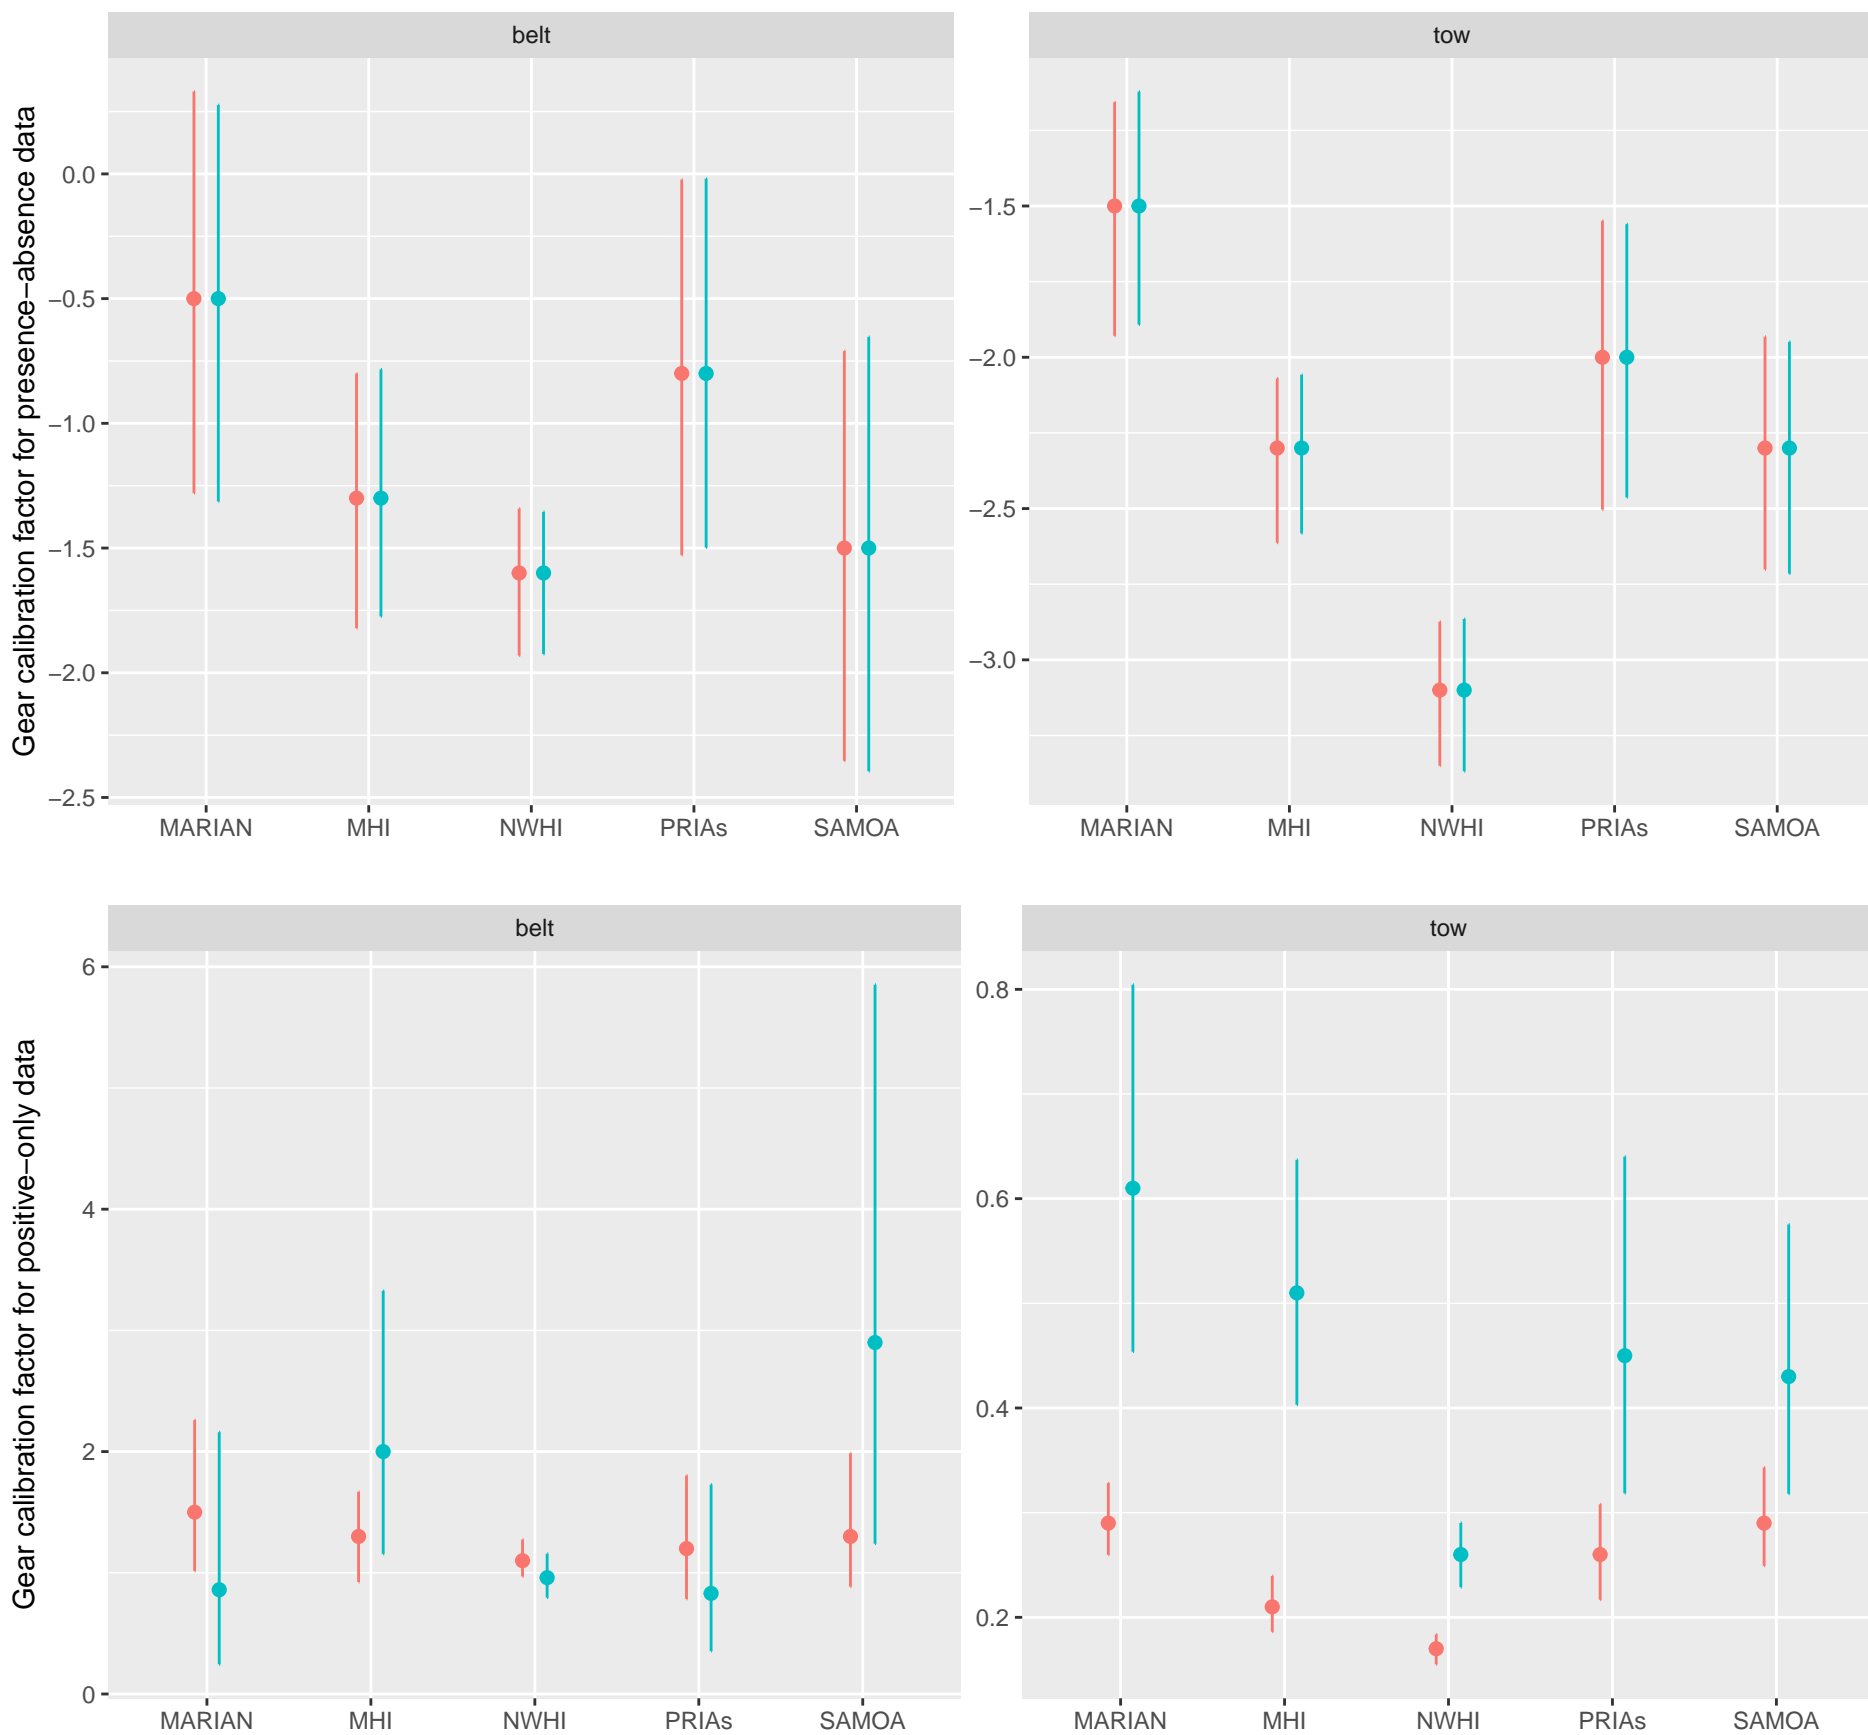 belt
tow
Gear calibration factor for presence−absence data
0.0
−0.5
−1.0
−1.5
−2.0
−2.5
−1.5
−2.0
−2.5
−3.0
MARIAN MHI NWHI PRIAs SAMOA
MARIAN MHI NWHI PRIAs SAMOA
belt
tow
Gear calibration factor for positive−only data
6
4
2
0
0.8
0.6
0.4
0.2
MARIAN MHI NWHI PRIAs SAMOA
MARIAN MHI NWHI PRIAs SAMOA